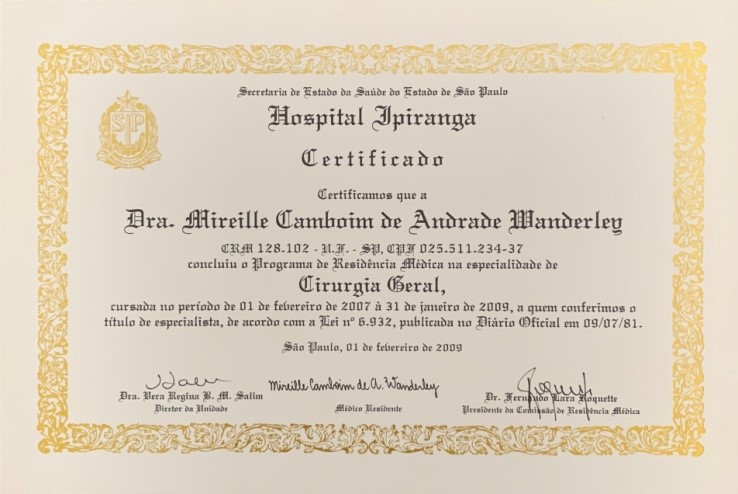 Secretaria de Estado da Saúde do Estado de São Paulo
Hospital Ipiranga
SP
Certificado
Certificamos que a
Dra. Mireille Camboim de Andrade Wanderley
CRM 128.102 - U.F. - SP, CPF 025.511.234-37
concluiu o Programa de Residência Médica na especialidade de
Cirurgia Geral,
cursada no período de 01 de fevereiro de 2007 à 31 de janeiro de 2009, a quem conferimos o
título de especialista, de acordo com a Lei nº 6.932, publicada no Diário Oficial em 09/07/81.
São Paulo, 01 de fevereiro de 2009
Mireille Camboim de A. Wanderley
Dra. Vera Regina B. M. Salim
Diretor da Unidade
Médico Residente
Dr. Fernando Lara Roquette
Presidente da Comissão de Residência Médica